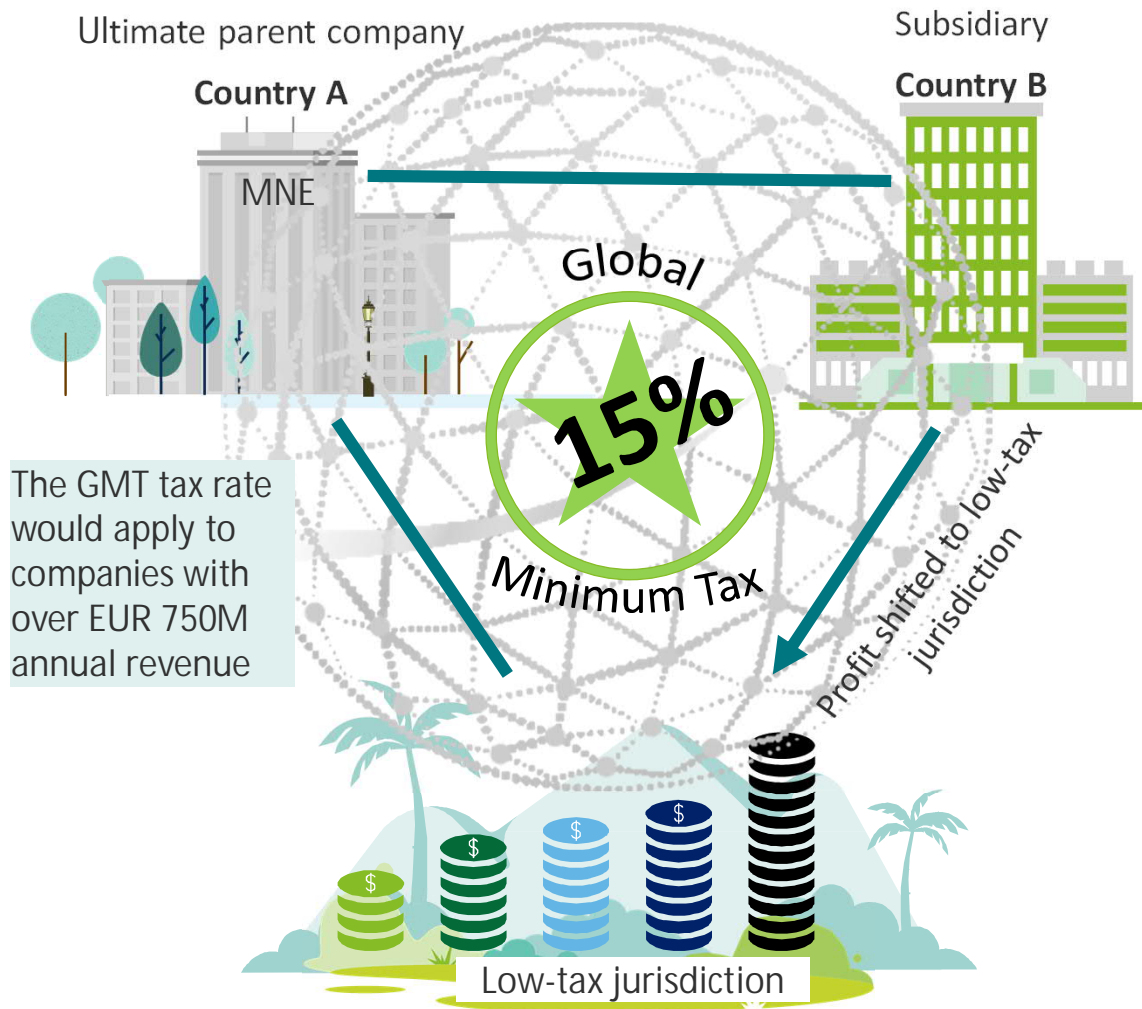 Ultimate parent company
Subsidiary
Country A
Country B
MNE
Global
15%
Minimum Tax
The GMT tax rate
would apply to
companies with
over EUR 750M
annual revenue
Profit shifted to low-tax
jurisdiction
$
$
$
$
Low-tax jurisdiction